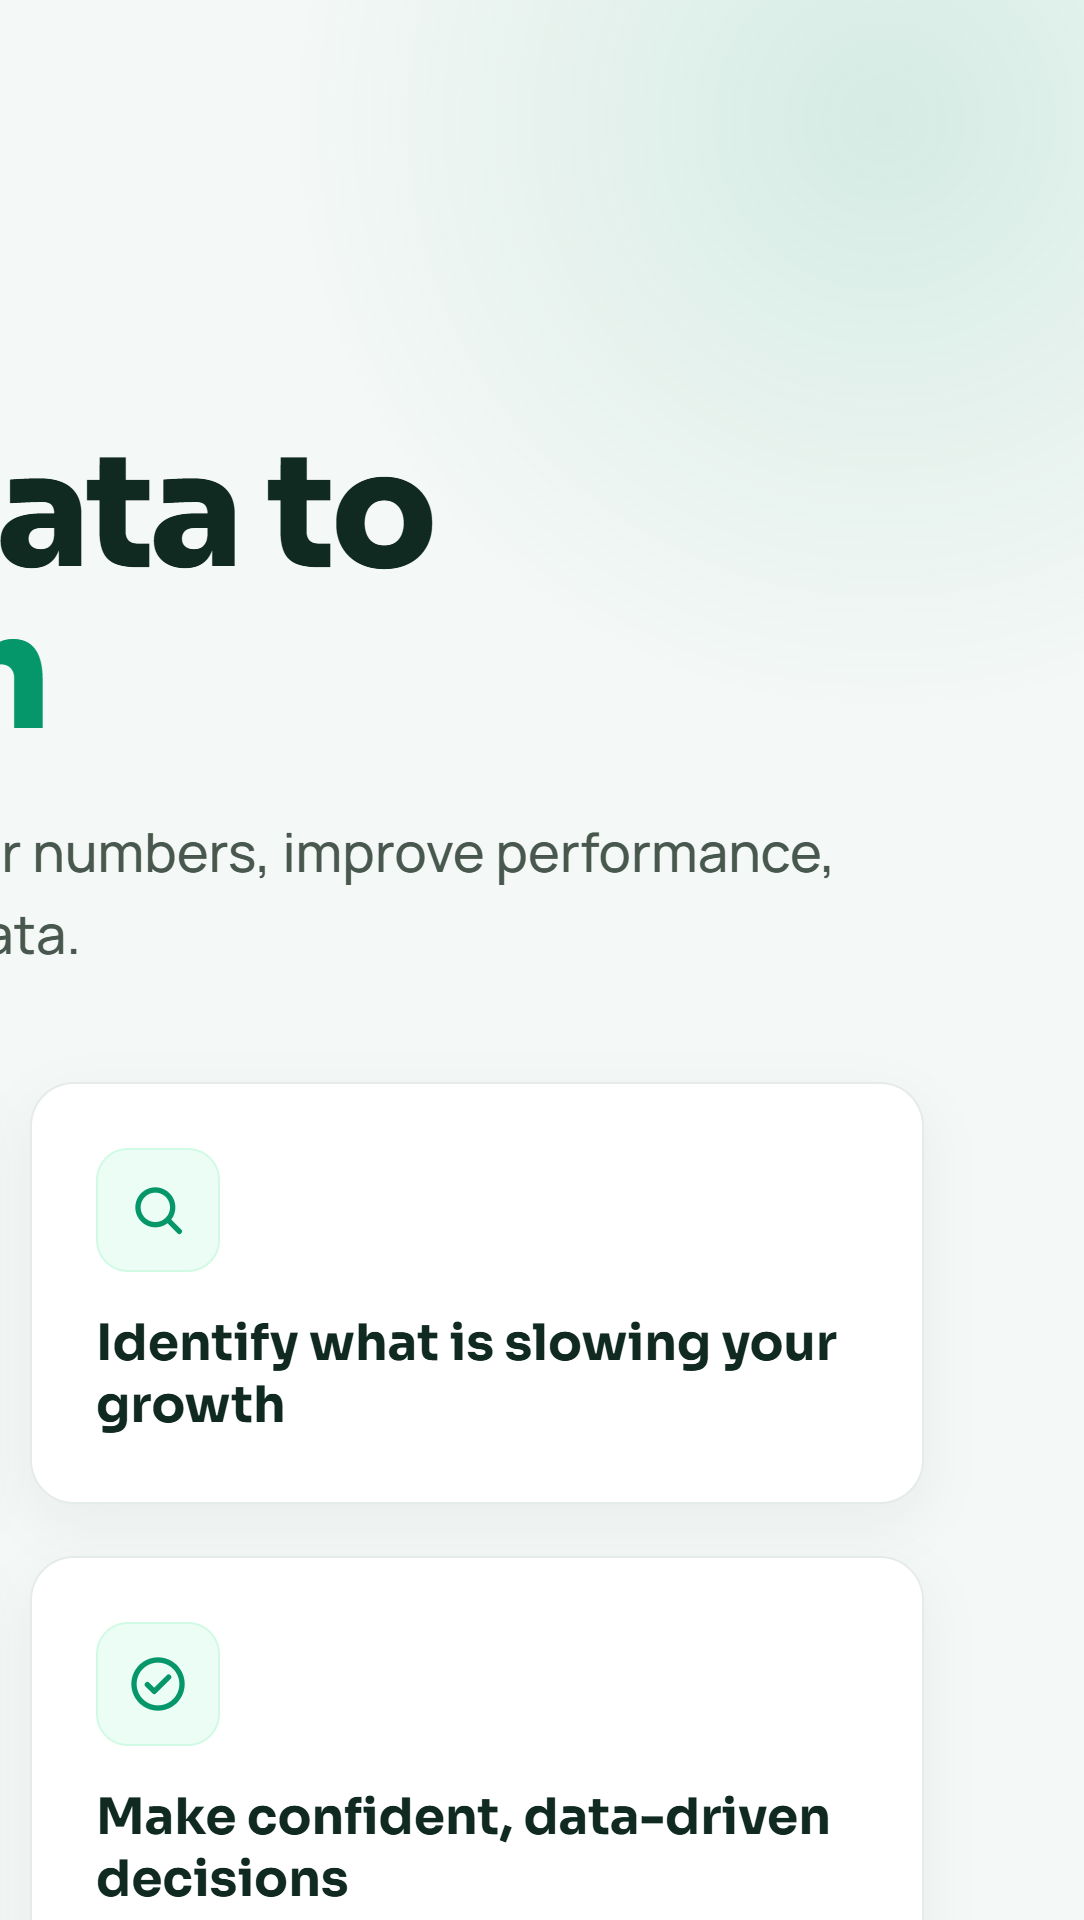 ata to
n
r numbers, improve performance,
ata.
Identify what is slowing your
growth
Make confident, data-driven
decisions